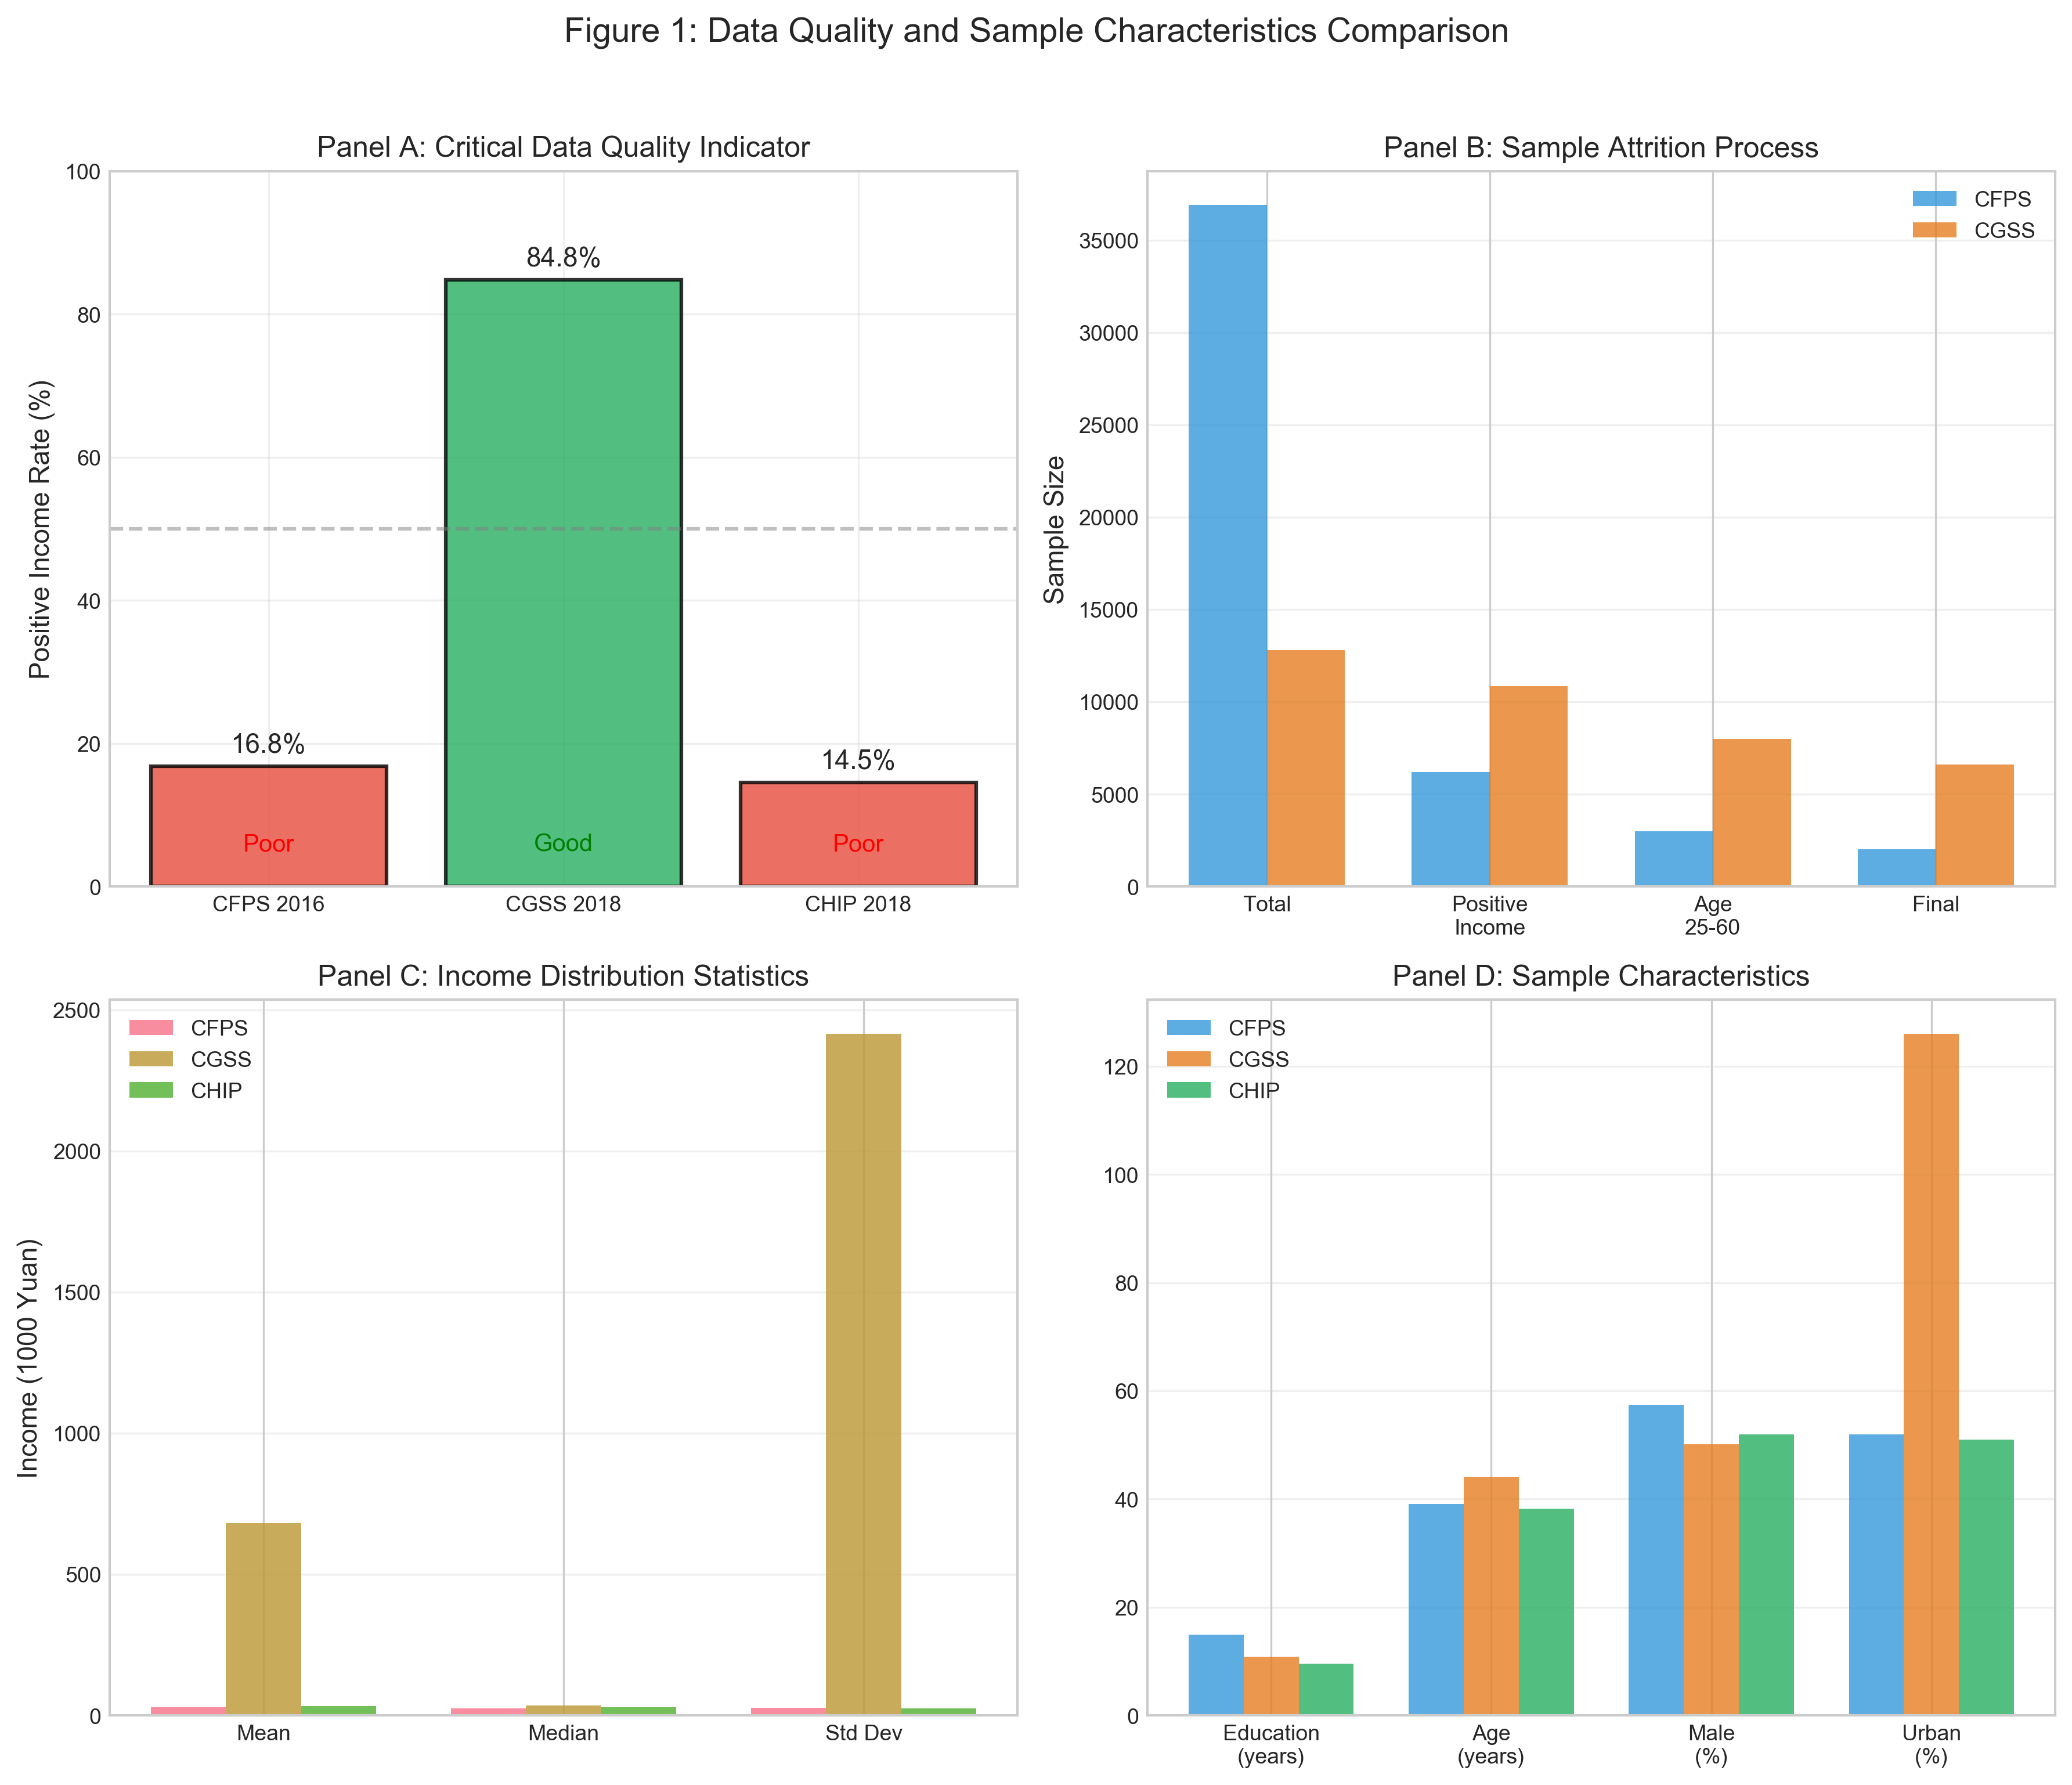 Figure 1: Data Quality and Sample Characteristics Comparison
Panel A: Critical Data Quality Indicator
Positive Income Rate (%)
100
80
60
40
20
0
16.8%
84.8%
14.5%
Poor
Good
Poor
CFPS 2016
CGSS 2018
CHIP 2018
Panel B: Sample Attrition Process
Sample Size
35000
30000
25000
20000
15000
10000
5000
0
CFPS
CGSS
Total
Positive
Income
Age
25-60
Final
Panel C: Income Distribution Statistics
Income (1000 Yuan)
2500
2000
1500
1000
500
0
CFPS
CGSS
CHIP
Mean
Median
Std Dev
Panel D: Sample Characteristics
120
100
80
60
40
20
0
CFPS
CGSS
CHIP
Education
(years)
Age
(years)
Male
(%)
Urban
(%)